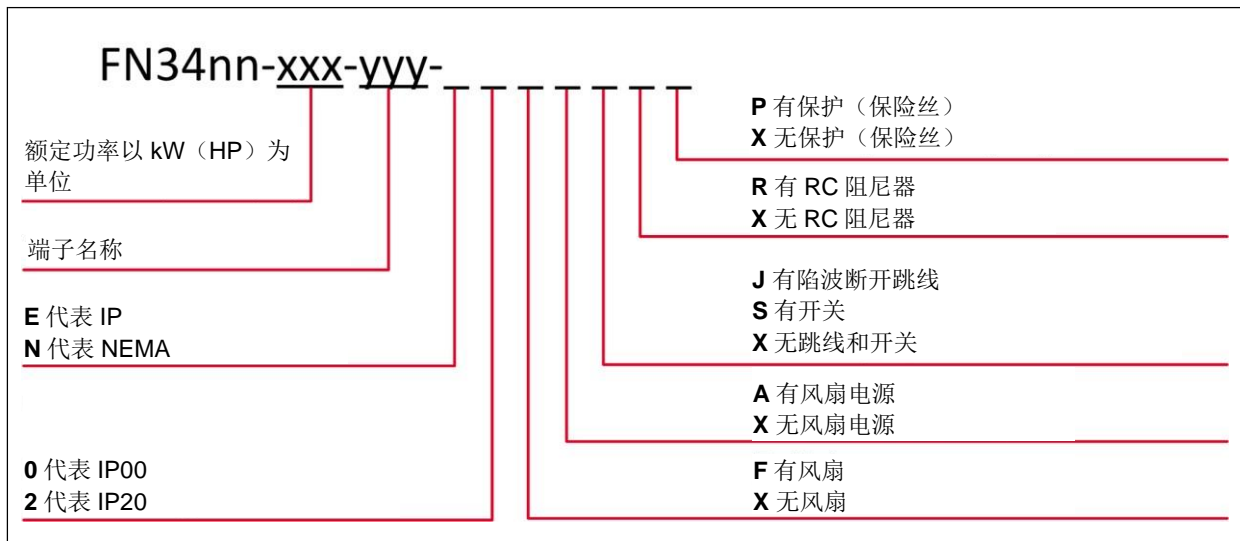 FN34nn-xxx-yyy-_ _ _ _ _ _ _
额定功率以 kW（HP）为
单位
端子名称
E 代表 IP
N 代表 NEMA
0 代表 IP00
2 代表 IP20
P 有保护（保险丝）
X 无保护（保险丝）
R 有 RC 阻尼器
X 无 RC 阻尼器
J 有陷波断开跳线
S 有开关
X 无跳线和开关
A 有风扇电源
X 无风扇电源
F 有风扇
X 无风扇